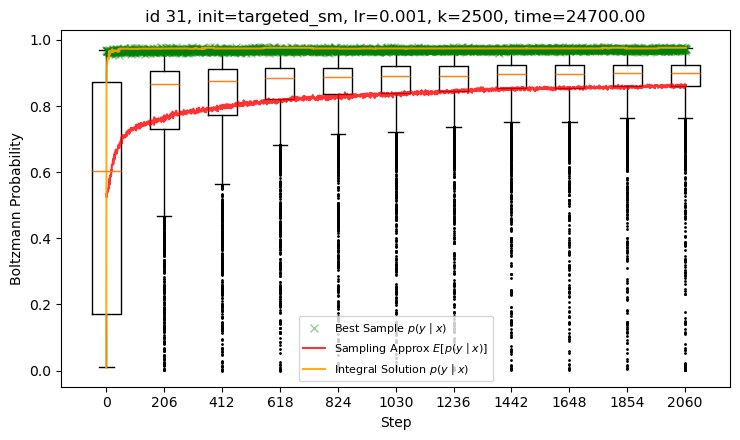 id 31, init=targeted_sm, lr=0.001, k=2500, time=24700.00
Boltzmann Probability
1.0
0.8
0.6
0.4
0.2
0.0
Best Sample p(y | x)
Sampling Approx E[p(y | x)]
Integral Solution p(y | x)
0 206 412 618 824 1030 1236 1442 1648 1854 2060
Step